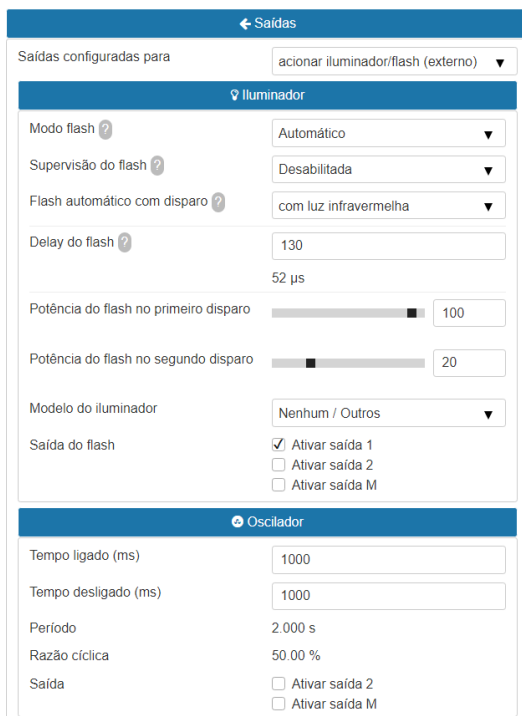 Saídas
Saídas configuradas para
acionar iluminador/flash (externo) ▼
Iluminador
Modo flash ?
Automático ▼
Supervisão do flash ?
Desabilitada ▼
Flash automático com disparo ?
com luz infravermelha ▼
Delay do flash ?
130
52 µs
Potência do flash no primeiro disparo
100
Potência do flash no segundo disparo
20
Modelo do iluminador
Nenhum / Outros ▼
Saída do flash
Ativar saída 1
Ativar saída 2
Ativar saída M
Oscilador
Tempo ligado (ms)
1000
Tempo desligado (ms)
1000
Período
2.000 s
Razão cíclica
50.00 %
Saída
Ativar saída 2
Ativar saída M